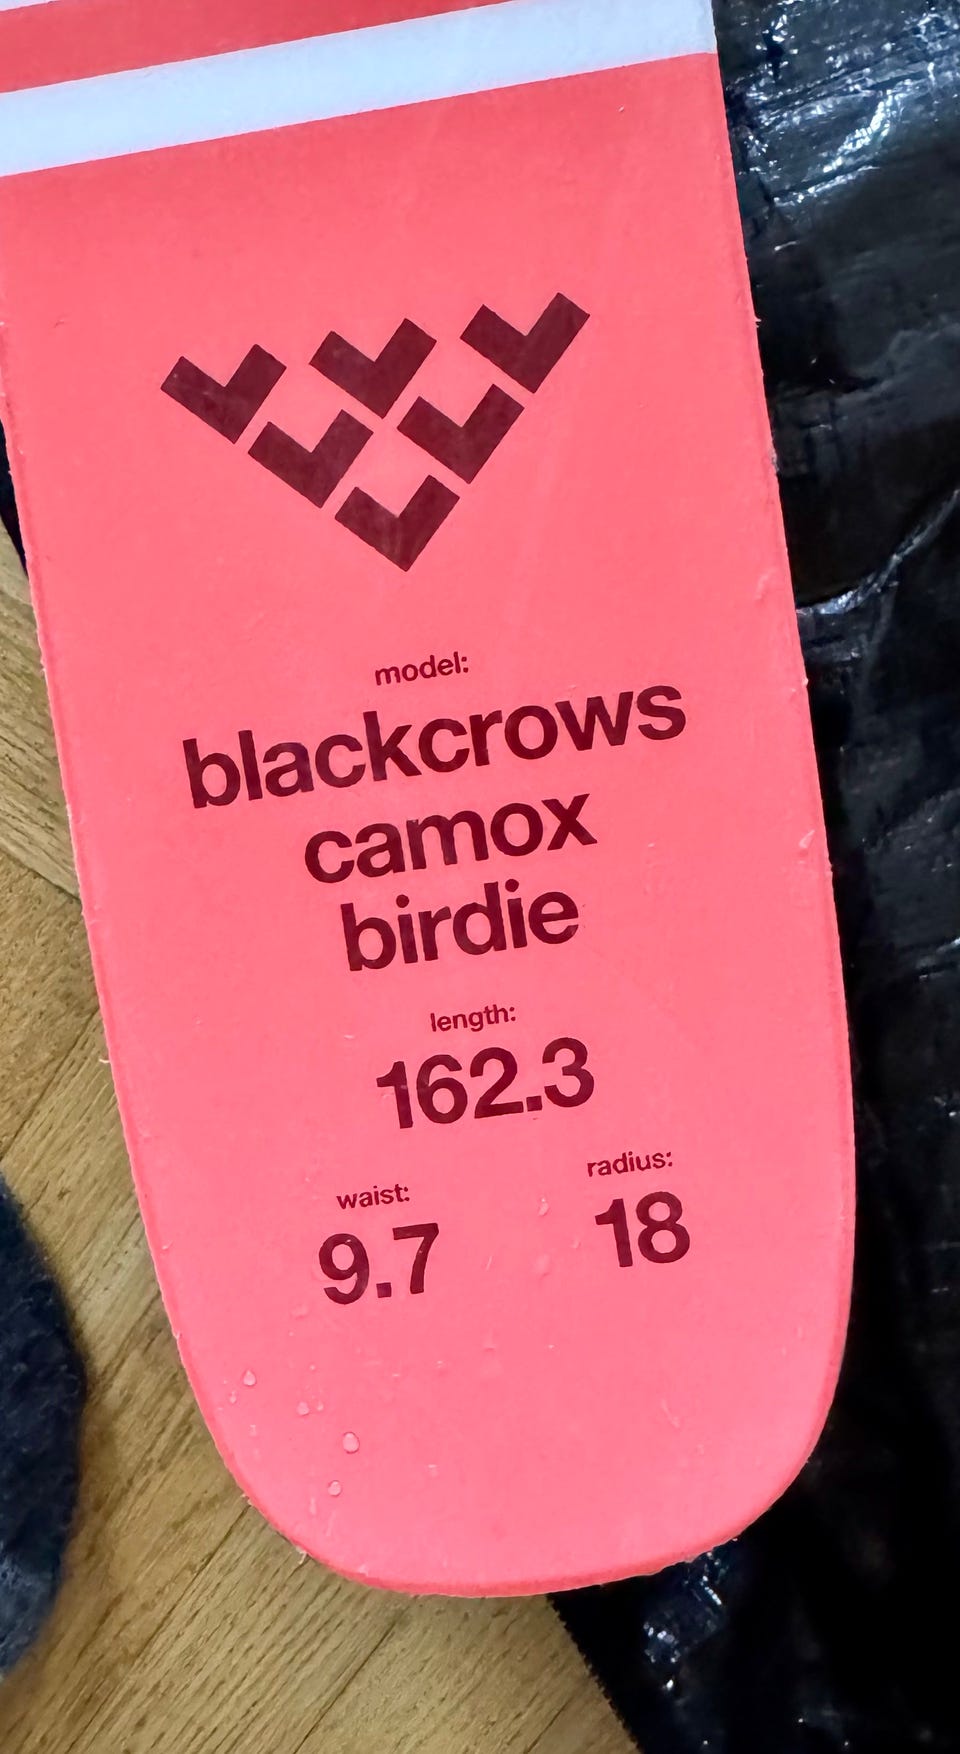 model:
blackcrows
camox
birdie
length:
162.3
waist: radius:
9.7 18